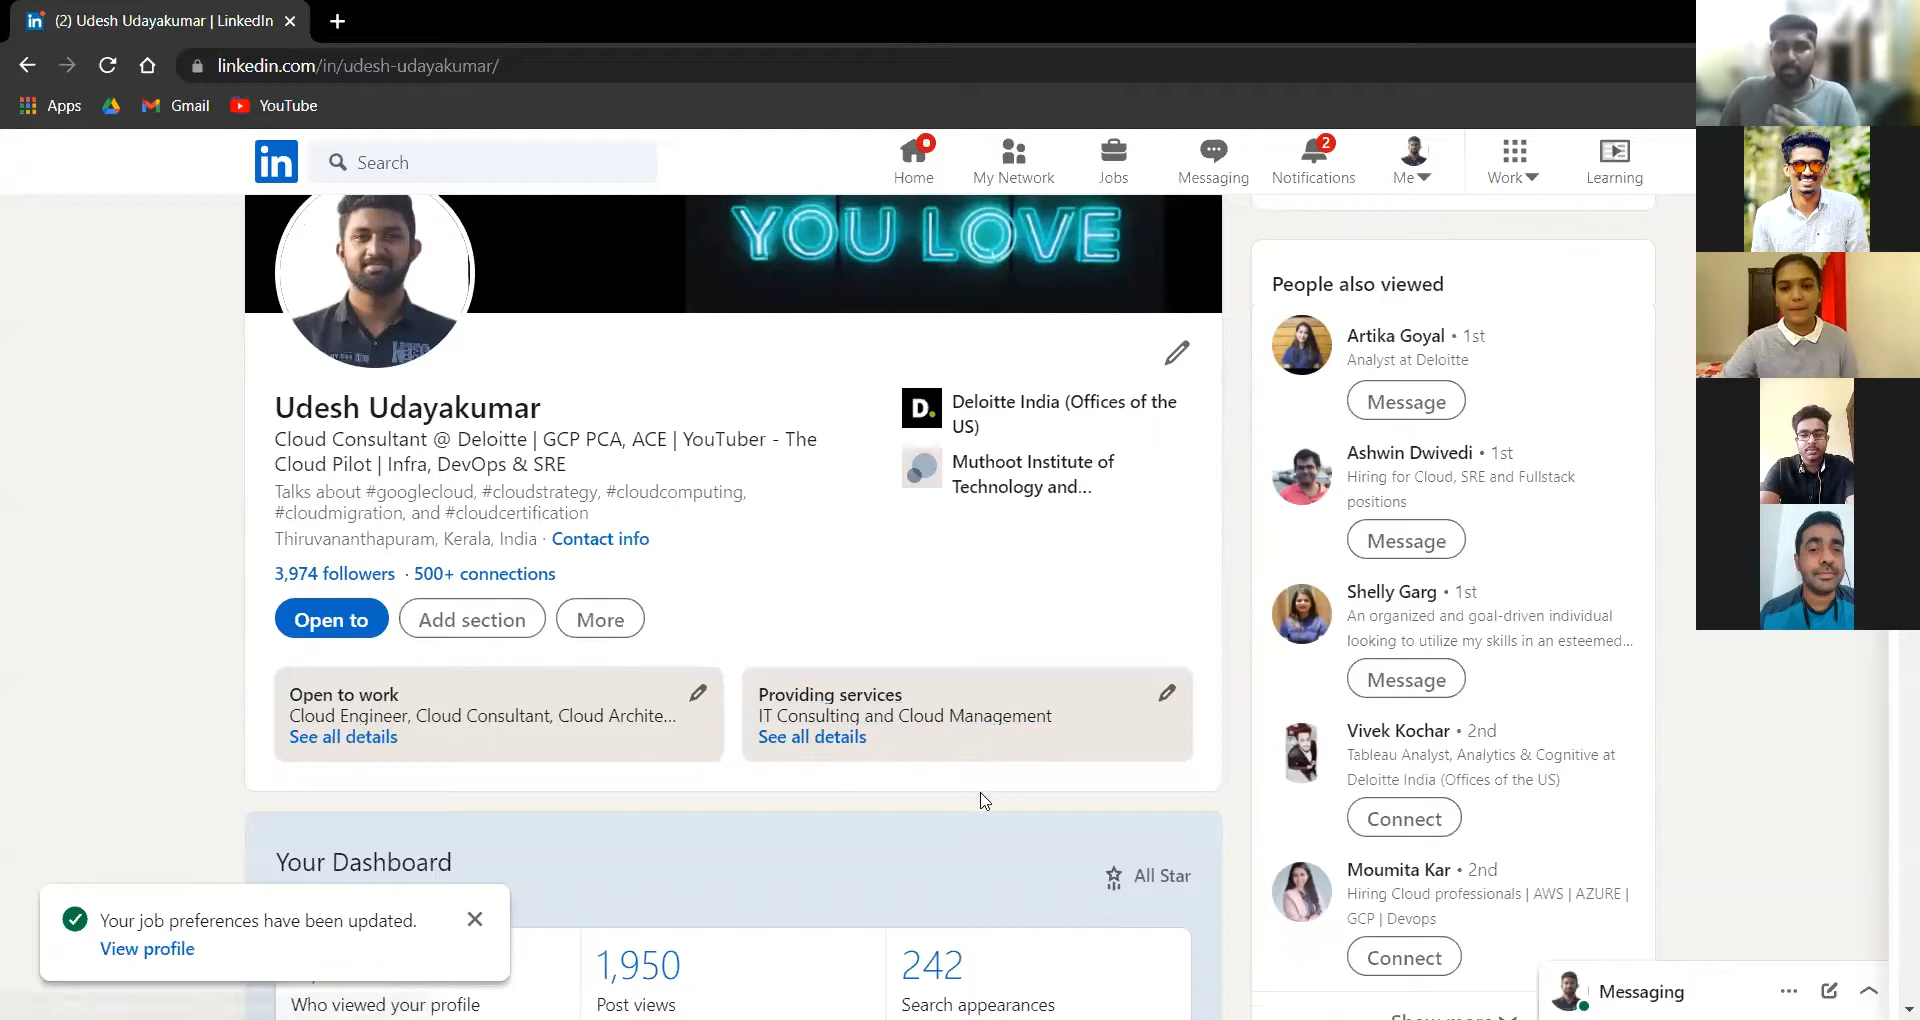 (2) Udesh Udayakumar | LinkedIn
linkedin.com/in/udesh-udayakumar/
Apps
Gmail
YouTube
in
Search
Home
My Network
Jobs
Messaging
2
Notifications
Me
Work
Learning
YOU LOVE
Udesh Udayakumar
Cloud Consultant @ Deloitte | GCP PCA, ACE | YouTuber - The
Cloud Pilot | Infra, DevOps & SRE
Talks about #googlecloud, #cloudstrategy, #cloudcomputing,
#cloudmigration, and #cloudcertification
Thiruvananthapuram, Kerala, India · Contact info
3,974 followers · 500+ connections
Open to
Add section
More
D.
Deloitte India (Offices of the
US)
Muthoot Institute of
Technology and...
Open to work
Cloud Engineer, Cloud Consultant, Cloud Archite...
See all details
Providing services
IT Consulting and Cloud Management
See all details
Your Dashboard
All Star
Your job preferences have been updated.
View profile
Who viewed your profile
1,950
Post views
242
Search appearances
People also viewed
Artika Goyal • 1st
Analyst at Deloitte
Message
Ashwin Dwivedi • 1st
Hiring for Cloud, SRE and Fullstack
positions
Message
Shelly Garg • 1st
An organized and goal-driven individual
looking to utilize my skills in an esteemed...
Message
Vivek Kochar • 2nd
Tableau Analyst, Analytics & Cognitive at
Deloitte India (Offices of the US)
Connect
Moumita Kar • 2nd
Hiring Cloud professionals | AWS | AZURE |
GCP | Devops
Connect
Show more
Messaging